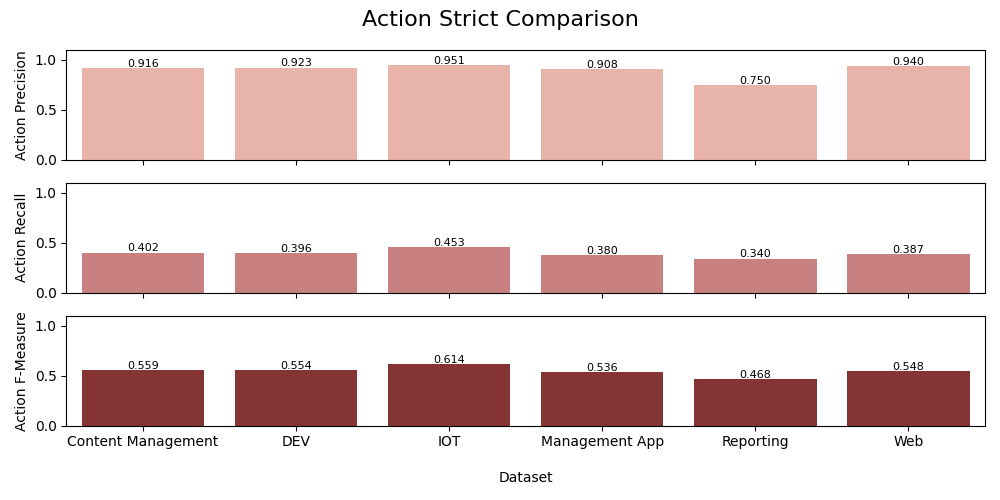 Action Strict Comparison
Action Precision
1.0
0.5
0.0
0.916
0.923
0.951
0.908
0.750
0.940
Action Recall
1.0
0.5
0.0
0.402
0.396
0.453
0.380
0.340
0.387
Action F-Measure
1.0
0.5
0.0
0.559
0.554
0.614
0.536
0.468
0.548
Content Management
DEV
IOT
Management App
Reporting
Web
Dataset